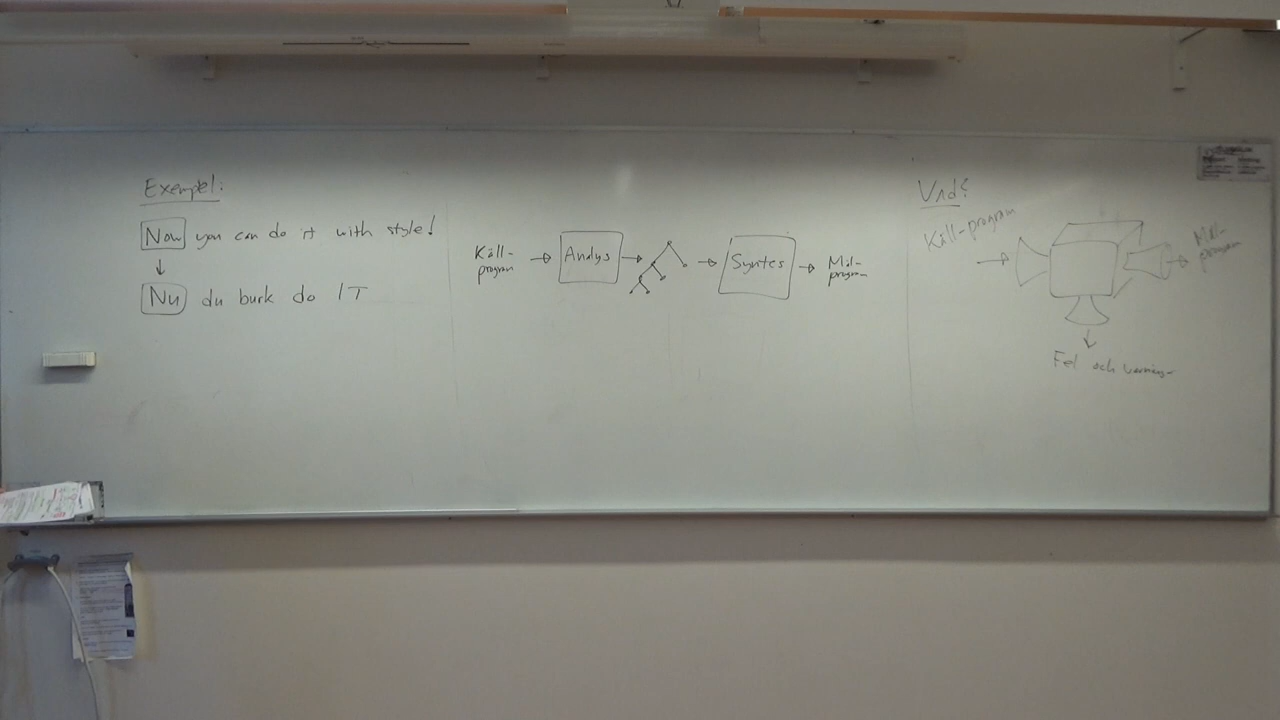 Exempel:
Now you can do it with style!
Nu du burk do IT
Käll-
program
Analys
Syntes
Mål-
program
Vad?
Käll-program
Mål-
program
Fel och